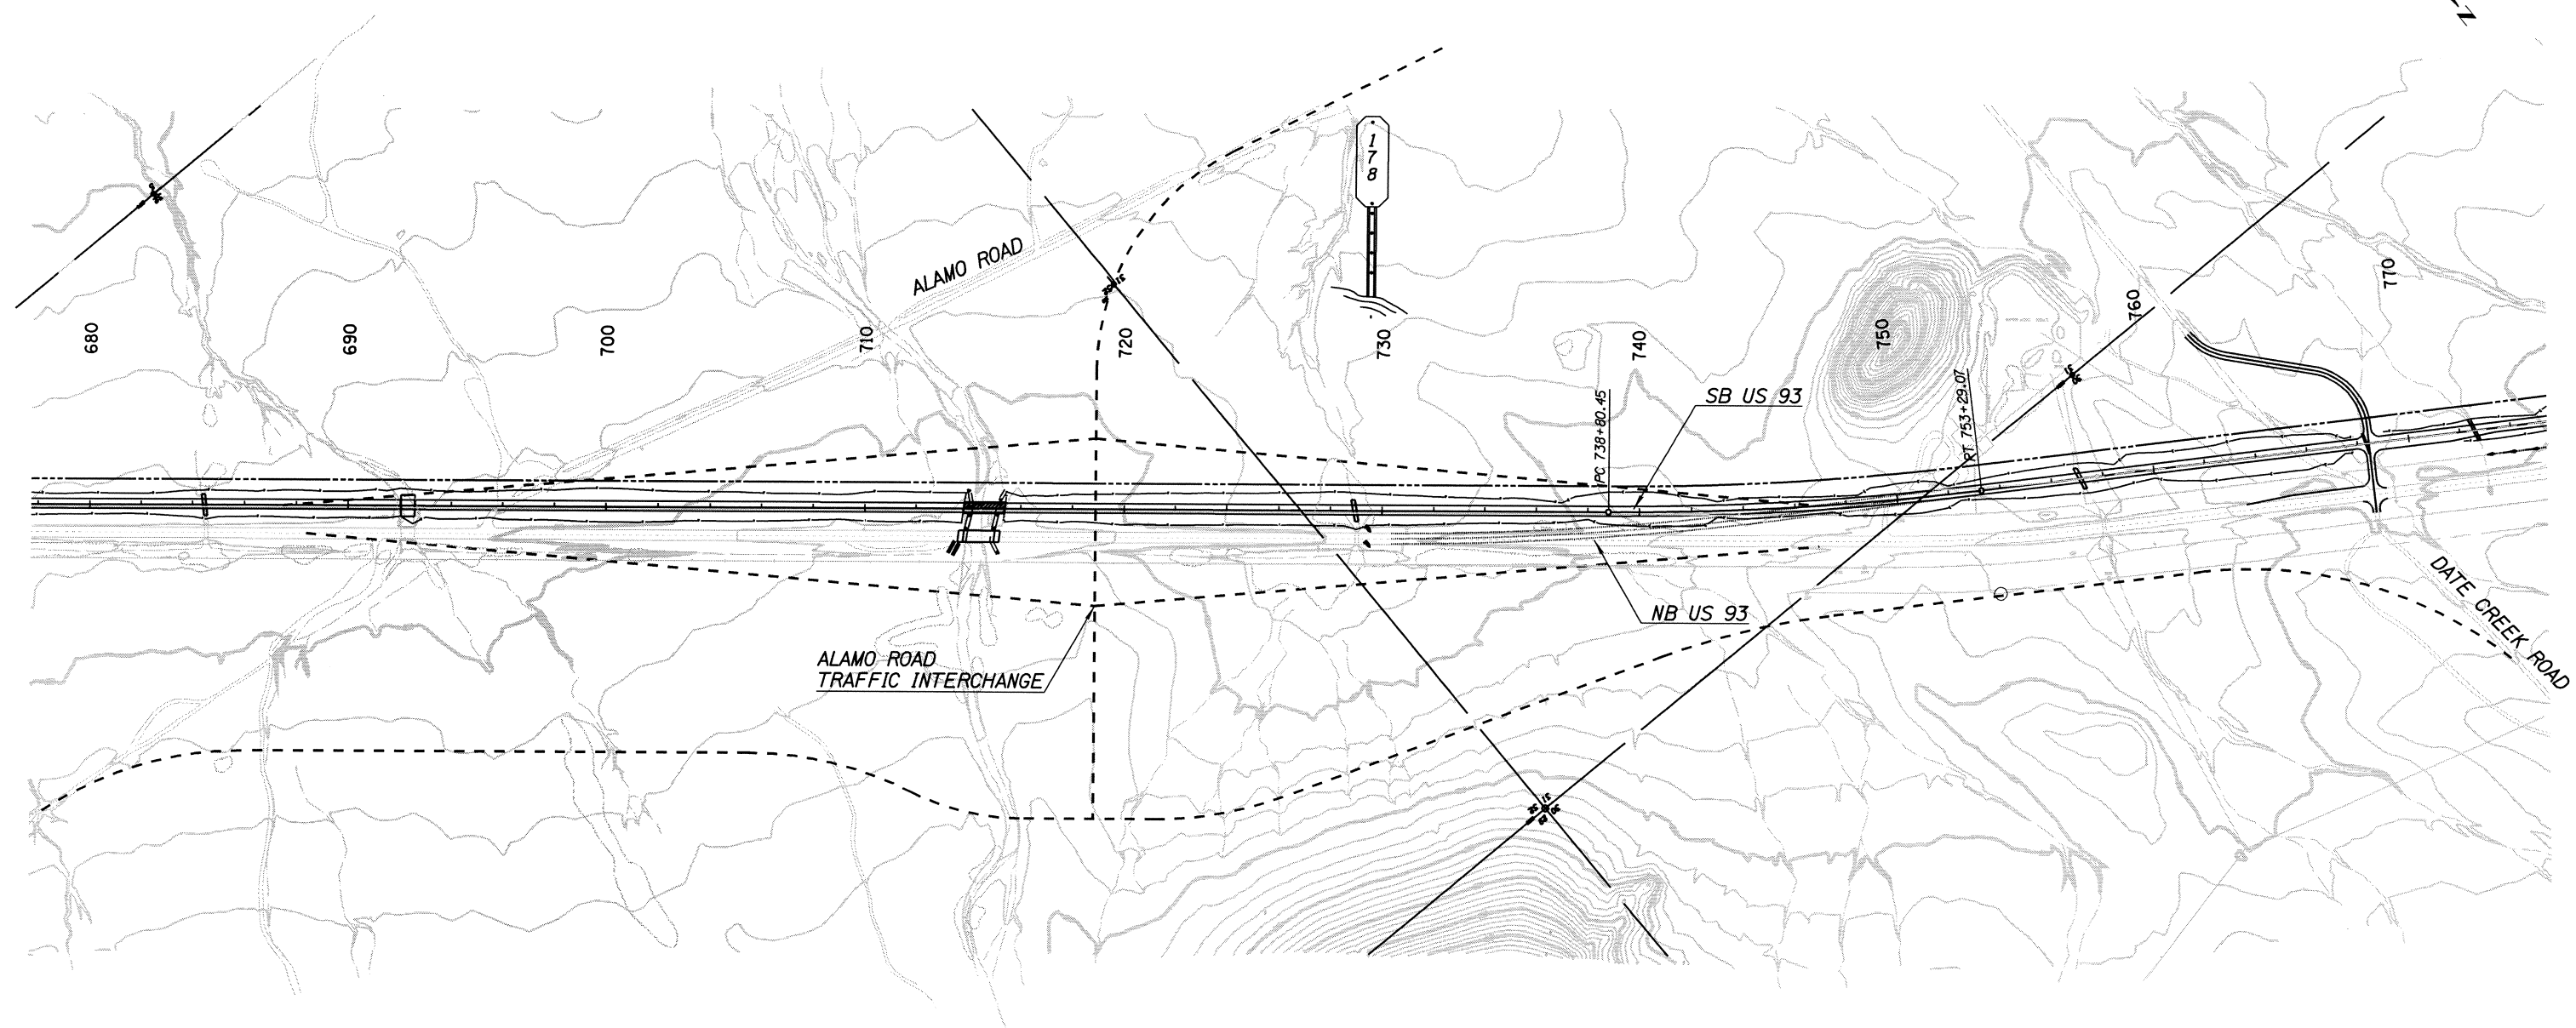 N
1
7
8
ALAMO ROAD
680
690
700
710
720
730
740
750
760
770
PC 738+80.45
SB US 93
PT 753+29.07
NB US 93
ALAMO ROAD
TRAFFIC INTERCHANGE
DATE CREEK ROAD